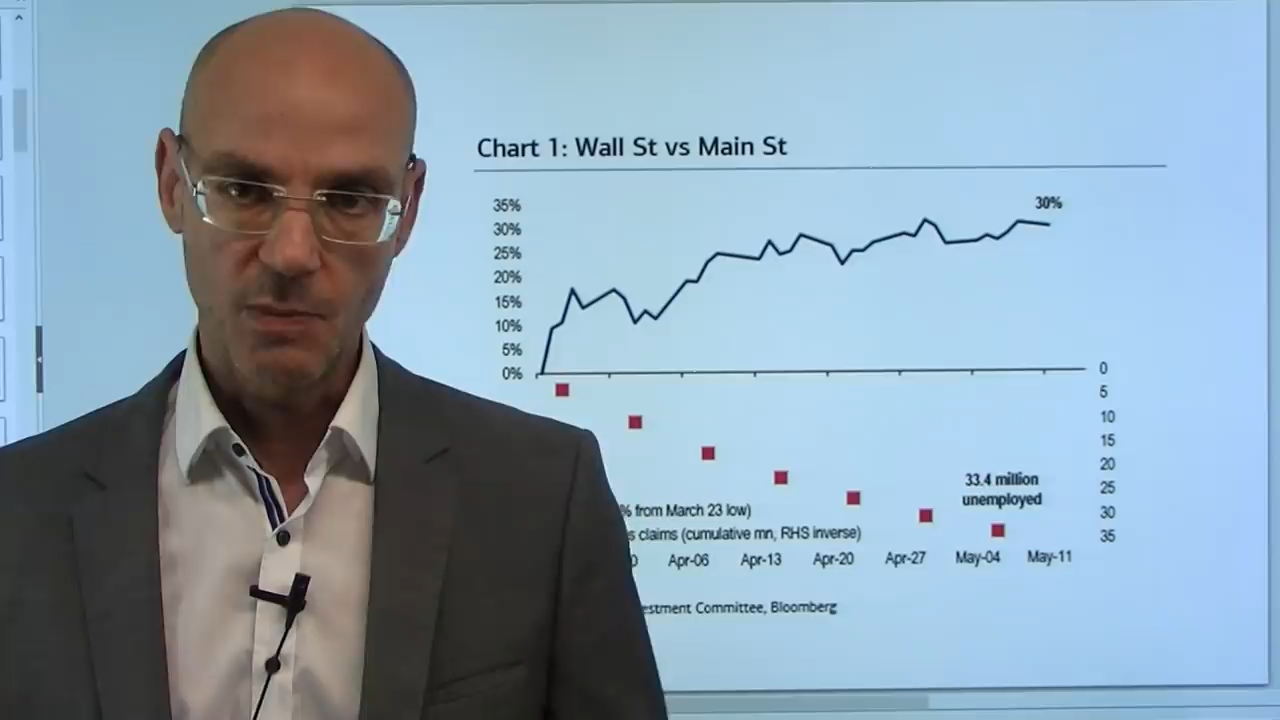 Chart 1: Wall St vs Main St
30%
35%
30%
25%
20%
15%
10%
5%
0%
0
5
10
15
20
25
30
35
33.4 million
unemployed
% from March 23 low)
s claims (cumulative mn, RHS inverse)
0 Apr-06 Apr-13 Apr-20 Apr-27 May-04 May-11
estment Committee, Bloomberg